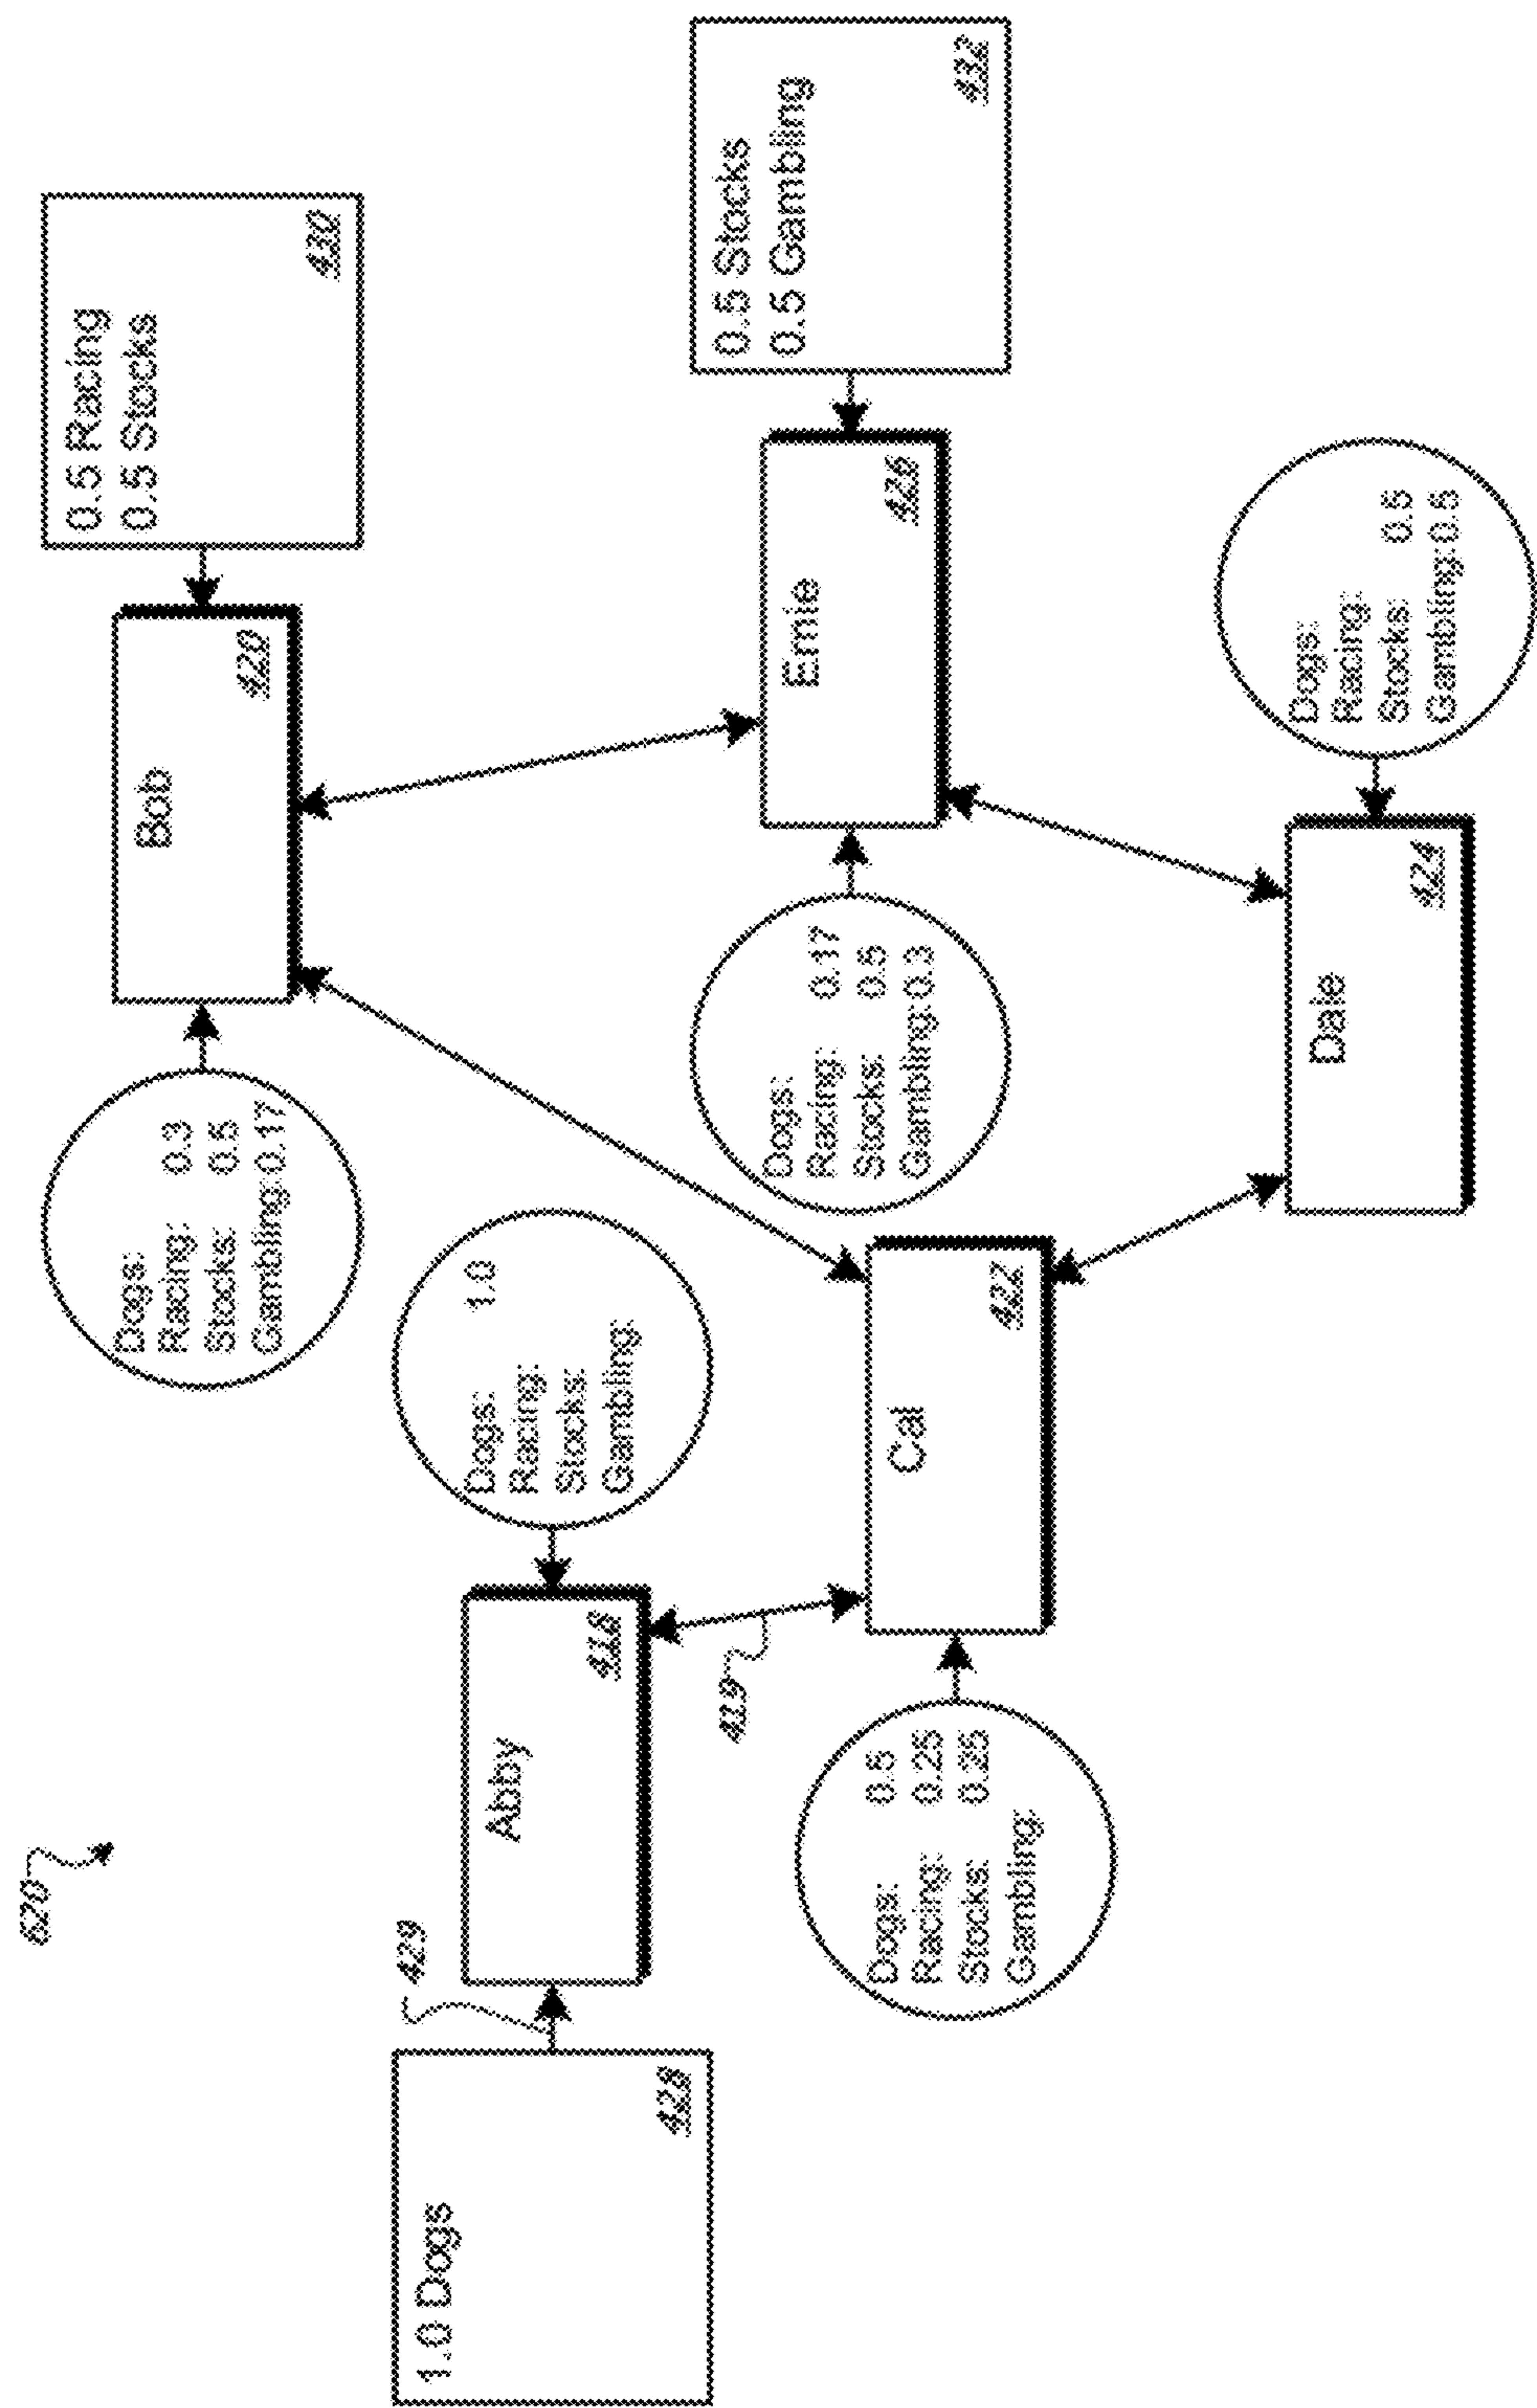 620
0.5 Racing
0.5 Stocks
430
Bob
420
Dogs:
Racing: 0.3
Stocks: 0.5
Gambling: 0.17
1.0 Dogs
428
429
Abby
418
Dogs: 1.0
Racing:
Stocks:
Gambling:
419
0.5 Stocks
0.5 Gambling
432
Ernie
426
Dogs:
Racing: 0.17
Stocks: 0.5
Gambling: 0.3
Cal
422
Dogs: 0.5
Racing: 0.25
Stocks: 0.25
Gambling:
Dale
424
Dogs:
Racing:
Stocks: 0.5
Gambling: 0.5